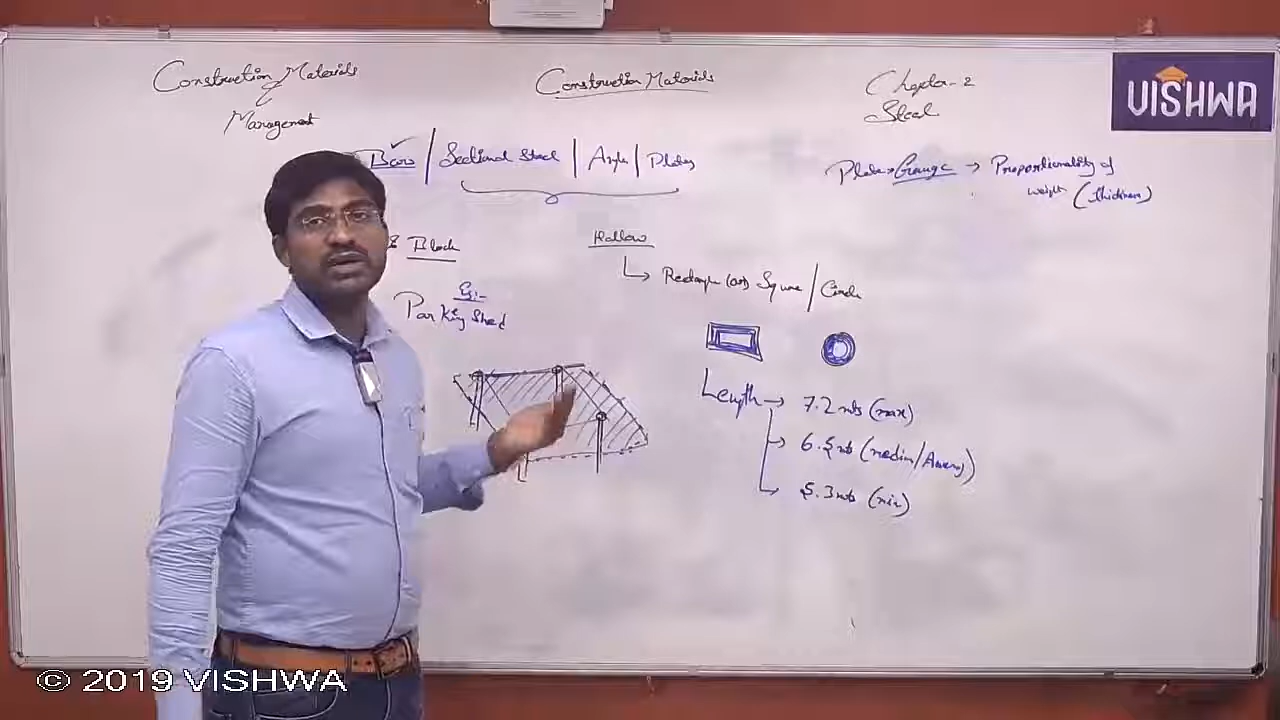 Construction Materials
&
Management
Construction Materials
Chapter-2
Steel
VISHWA
Bars / Sectional Steel / Angles / Plates
Plates → Gauge → Proportionality of
weight (thickness)
Block
Hollow
Rectangle (or) Square / Circle
Eg:-
Parking Shed
Length → 7.2 mts (max)
→ 6.5 mts (medium/
→ 5.3 mts (min)
© 2019 VISHWA